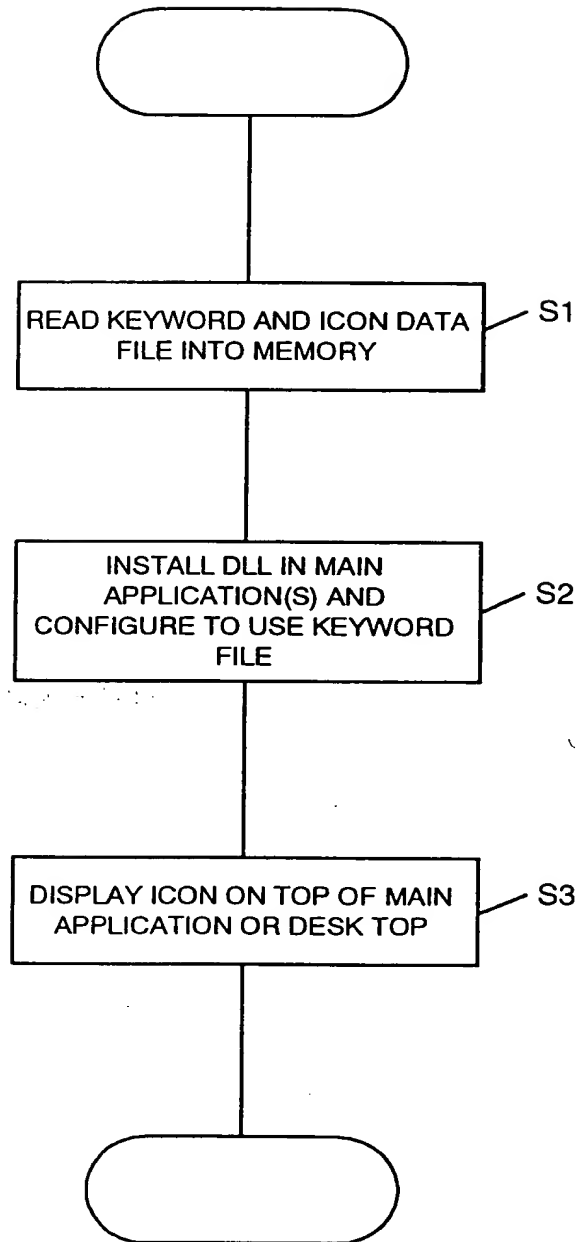 READ KEYWORD AND ICON DATA
FILE INTO MEMORY
S1
INSTALL DLL IN MAIN
APPLICATION(S) AND
CONFIGURE TO USE KEYWORD
FILE
S2
DISPLAY ICON ON TOP OF MAIN
APPLICATION OR DESK TOP
S3